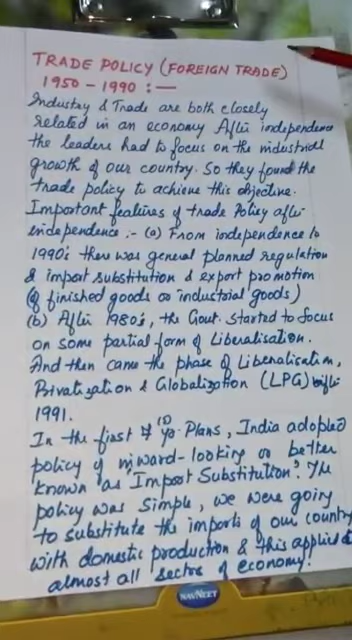 TRADE POLICY (FOREIGN TRADE)
1950 - 1990 :—
Industry & Trade are both closely
related in an economy After independence
the leaders had to focus on the industrial
growth of our country. So they found the
trade policy to achieve this objective.
Important features of trade Policy after
independence :- (a) From independence to
1990's there was general planned regulation
& import substitution & export promotion
(of finished goods or industrial goods)
(b) After 1980's, the Govt. started to focus
on some partial form of Liberalisation.
And then came the phase of Liberalisation,
Privatization & Globalization (LPG)
1991.
In the first 7 Plans, India adopted
policy of inward-looking or better
known as 'Import Substitution'. The
policy was simple, we were going
to substitute the imports of our country
with domestic production & this applied
almost all sectors of economy.
NAVNEET